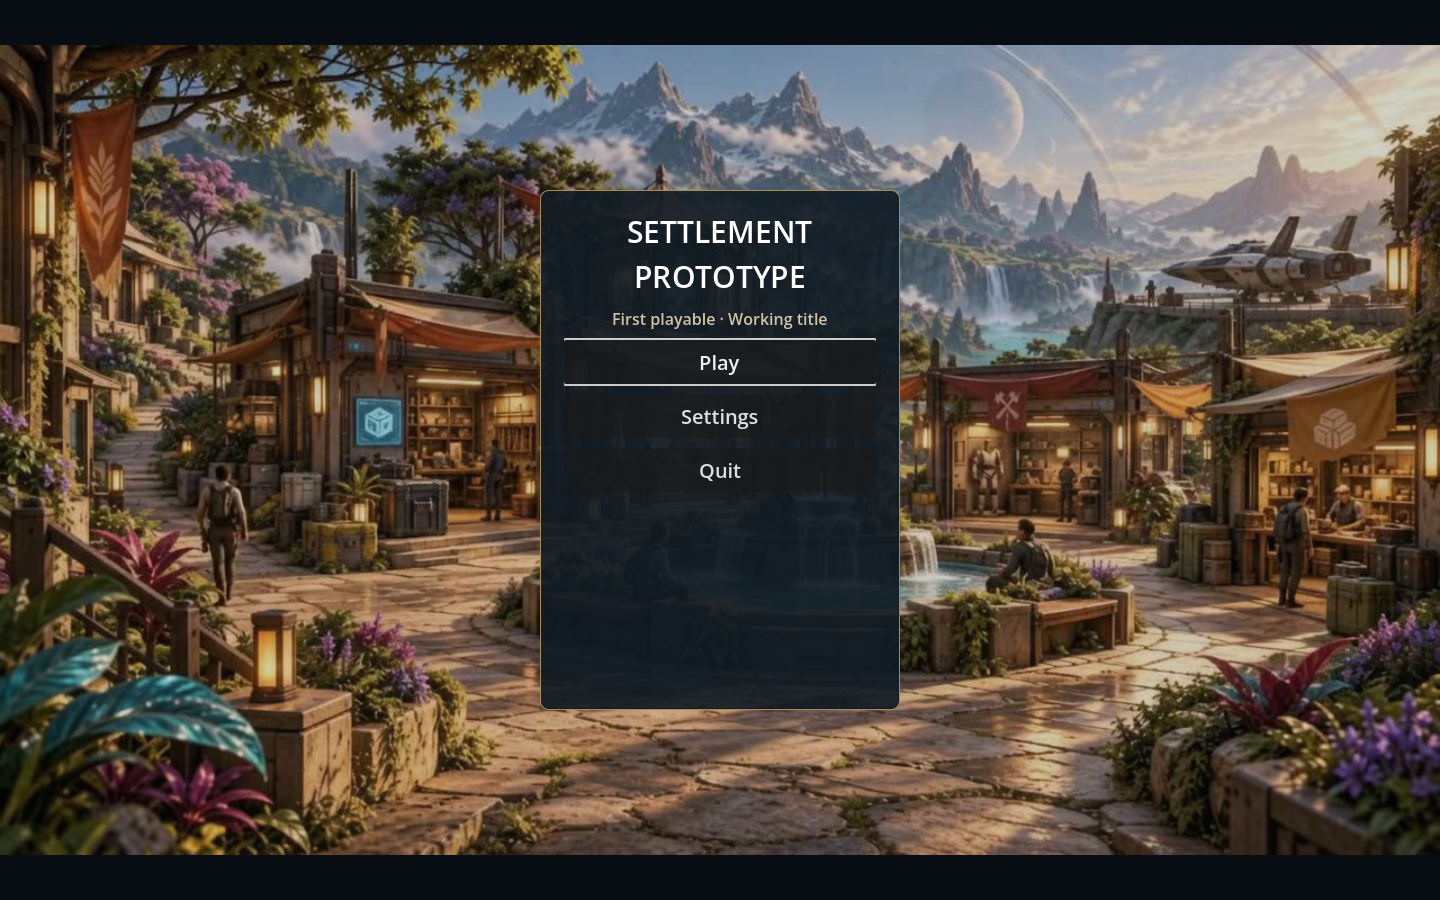 SETTLEMENT
PROTOTYPE
First playable · Working title
Play
Settings
Quit